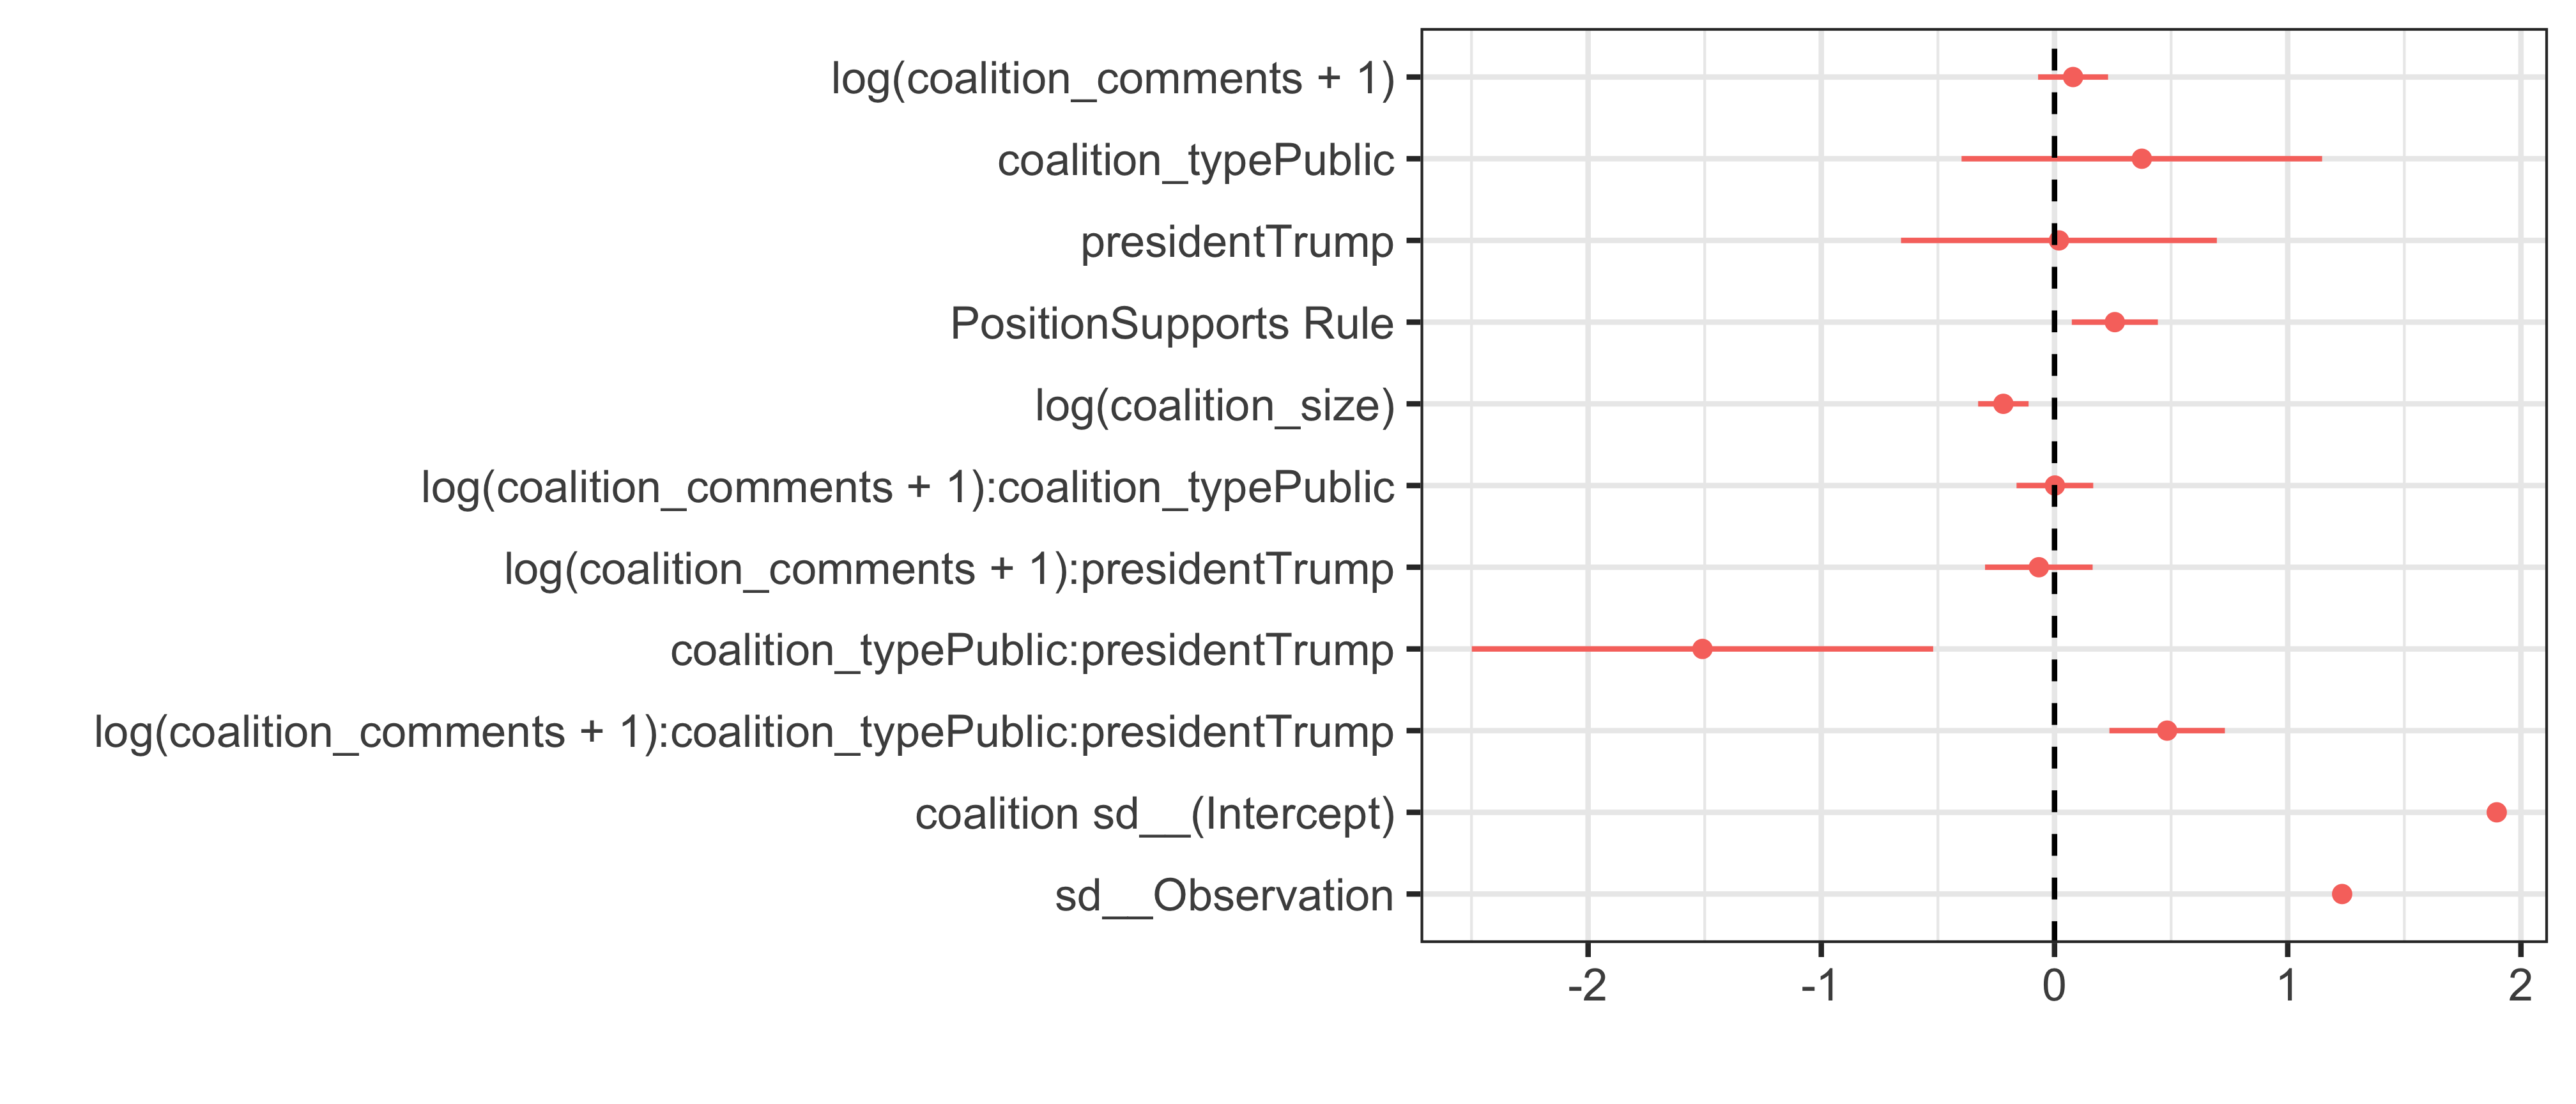 log(coalition_comments + 1)
coalition_typePublic
presidentTrump
PositionSupports Rule
log(coalition_size)
log(coalition_comments + 1):coalition_typePublic
log(coalition_comments + 1):presidentTrump
coalition_typePublic:presidentTrump
log(coalition_comments + 1):coalition_typePublic:presidentTrump
coalition sd__(Intercept)
sd__Observation
-2 -1 0 1 2